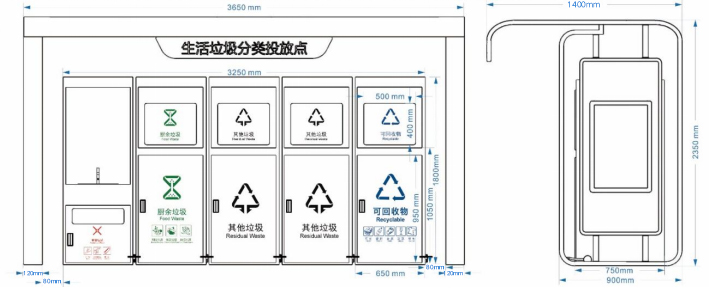 3650 mm
1400mm
生活垃圾分类投放点
3250 mm
500 mm
400 mm
厨余垃圾
Food Waste
其他垃圾
Residual Waste
其他垃圾
Residual Waste
可回收物
Recyclable
厨余垃圾
Food Waste
其他垃圾
Residual Waste
其他垃圾
Residual Waste
可回收物
Recyclable
950 mm
1050 mm
1800mm
2350 mm
120mm
80mm
650 mm
80mm
120mm
750mm
900mm